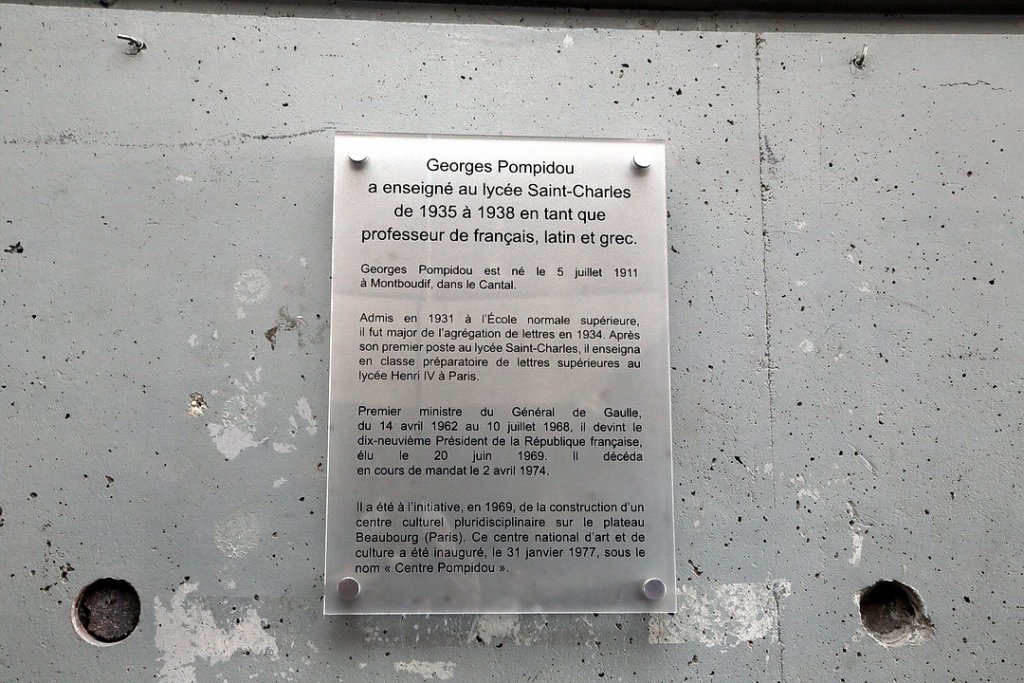 Georges Pompidou
a enseigné au lycée Saint-Charles
de 1935 à 1938 en tant que
professeur de français, latin et grec.
Georges Pompidou est né le 5 juillet 1911
à Montboudif, dans le Cantal.
Admis en 1931 à l'École normale supérieure,
il fut major de l'agrégation de lettres en 1934. Après
son premier poste au lycée Saint-Charles, il enseigna
en classe préparatoire de lettres supérieures au
lycée Henri IV à Paris.
Premier ministre du Général de Gaulle,
du 14 avril 1962 au 10 juillet 1968, il devint le
dix-neuvième Président de la République française,
élu le 20 juin 1969. Il décéda
en cours de mandat le 2 avril 1974.
Il a été à l'initiative, en 1969, de la construction d'un
centre culturel pluridisciplinaire sur le plateau
Beaubourg (Paris). Ce centre national d'art et de
culture a été inauguré, le 31 janvier 1977, sous le
nom « Centre Pompidou ».